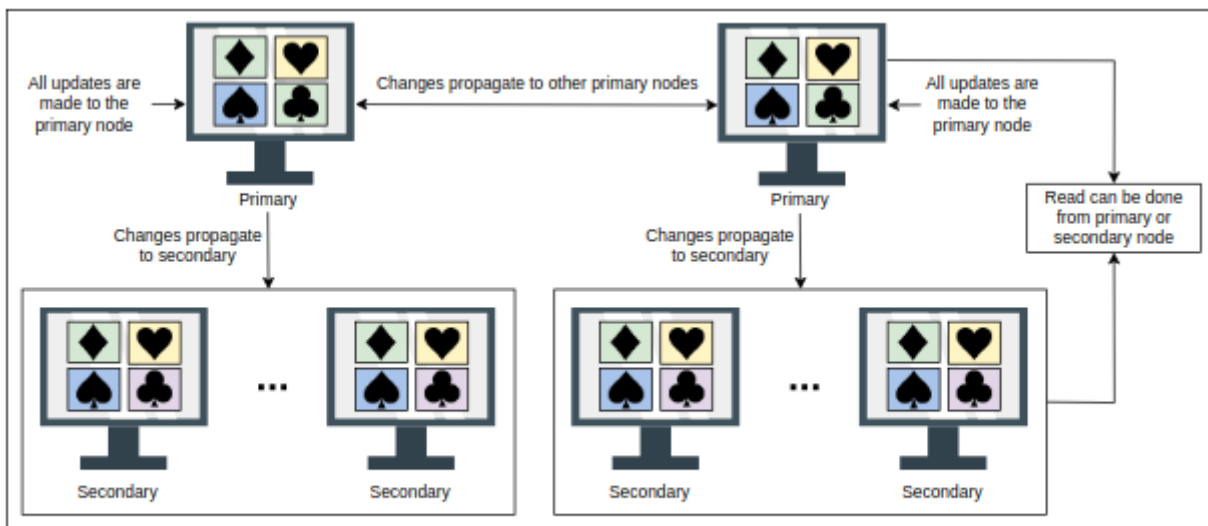 All updates are
made to the
primary node
Changes propagate to other primary nodes
All updates are
made to the
primary node
Primary
Primary
Read can be done
from primary or
secondary node
Changes propagate
to secondary
Changes propagate
to secondary
...
...
Secondary
Secondary
Secondary
Secondary